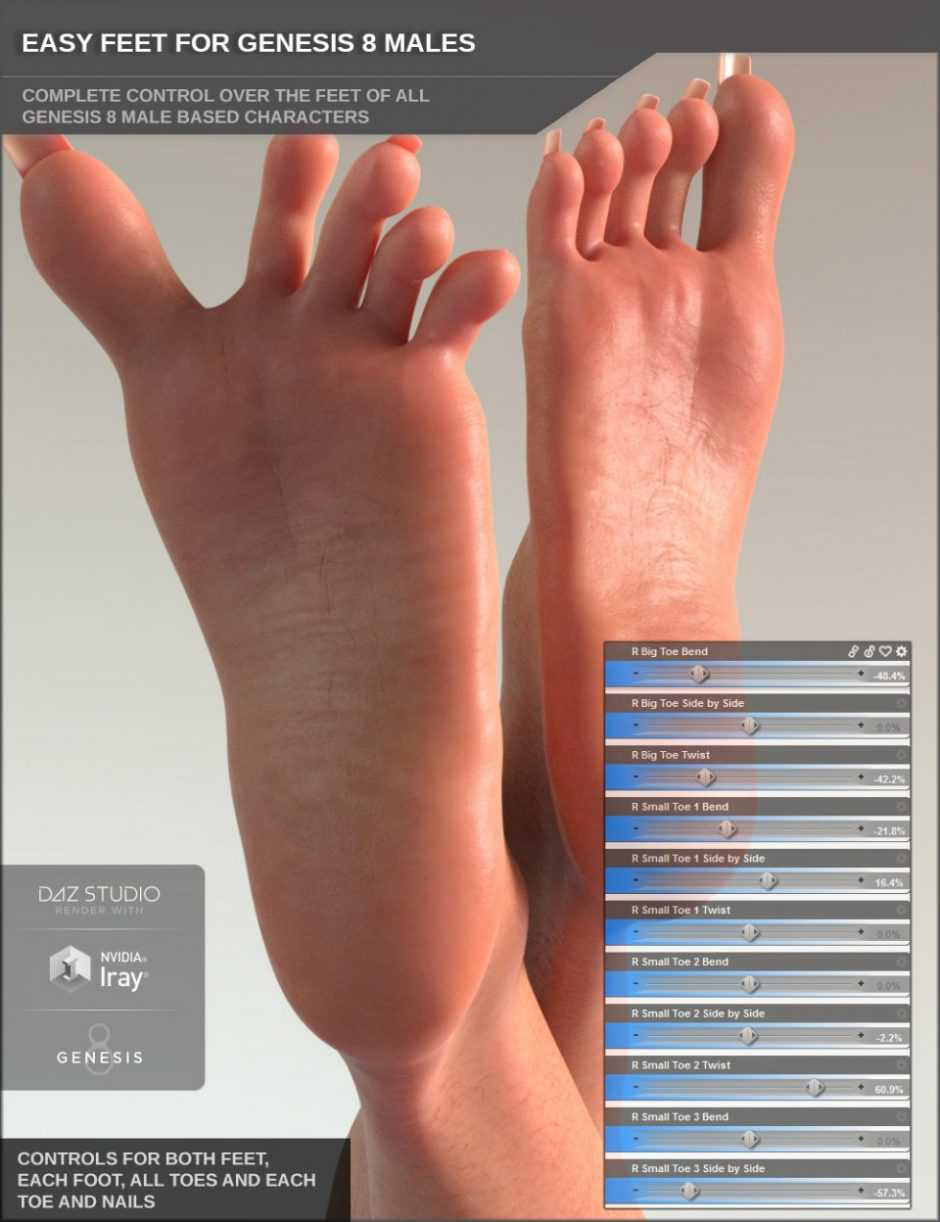 EASY FEET FOR GENESIS 8 MALES
COMPLETE CONTROL OVER THE FEET OF ALL
GENESIS 8 MALE BASED CHARACTERS
R Big Toe Bend
- + -48.4%
R Big Toe Side by Side
- + 0.0%
R Big Toe Twist
- + -42.2%
R Small Toe 1 Bend
- + -21.8%
R Small Toe 1 Side by Side
- + 16.4%
R Small Toe 1 Twist
- + 0.0%
R Small Toe 2 Bend
- + 0.0%
R Small Toe 2 Side by Side
- + -2.2%
R Small Toe 2 Twist
- + 60.9%
R Small Toe 3 Bend
- + 0.0%
R Small Toe 3 Side by Side
- + -57.3%
DAZ STUDIO
RENDER WITH
NVIDIA®
Iray®
8
GENESIS
CONTROLS FOR BOTH FEET,
EACH FOOT, ALL TOES AND EACH
TOE AND NAILS